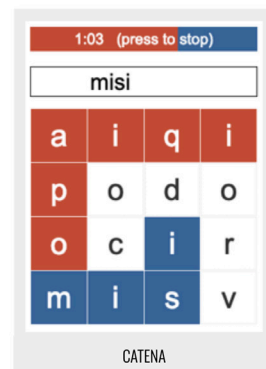 1:03 (press to stop)
misi
a i q i
p o d o
o c i r
m i s v
CATENA